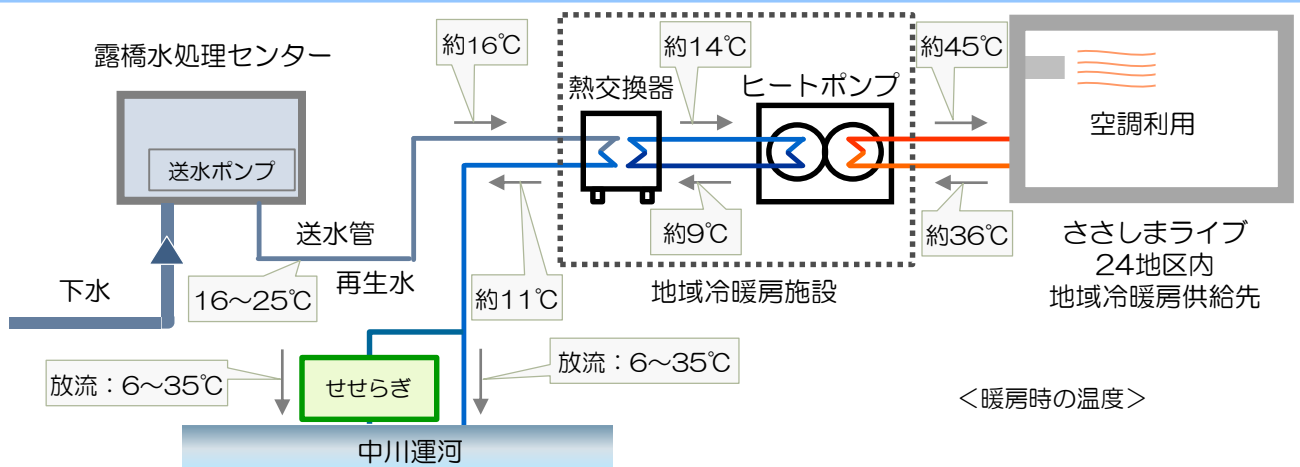 露橋水処理センター
送水ポンプ
下水
送水管
再生水
16～25℃
約16℃
約11℃
熱交換器
約14℃
約9℃
ヒートポンプ
地域冷暖房施設
約45℃
約36℃
空調利用
ささしまライブ
24地区内
地域冷暖房供給先
放流：6～35℃
せせらぎ
放流：6～35℃
中川運河
＜暖房時の温度＞